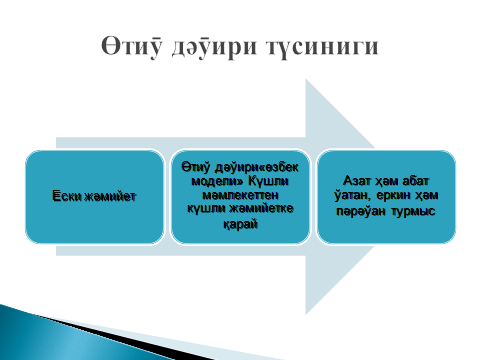 Өтиў дәўири түсиниги
Ески жәмийет
Өтиў дәўири«өзбек
модели» Күшли
мәмлекеттен
күшли жәмийетке
қарай
Азат ҳәм абат
ўатан, еркин ҳәм
пәрәўан турмыс